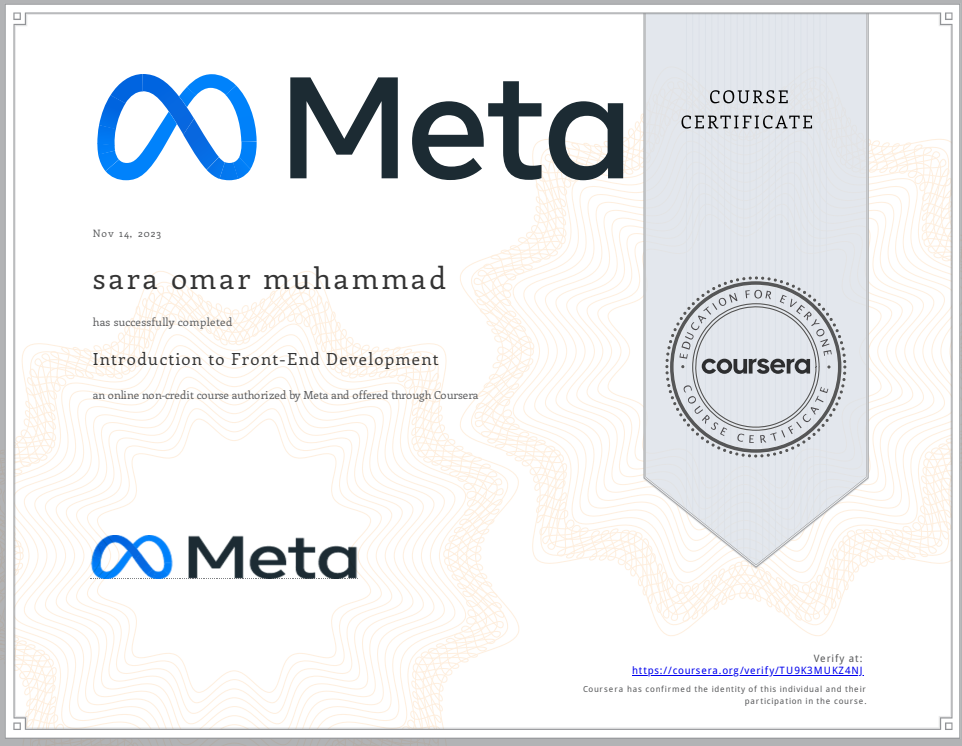 Meta
COURSE
CERTIFICATE
Nov 14, 2023
sara omar muhammad
has successfully completed
Introduction to Front-End Development
an online non-credit course authorized by Meta and offered through Coursera
EDUCATION FOR EVERYONE
coursera
COURSE CERTIFICATE
Meta
Verify at:
https://coursera.org/verify/TU9K3MUKZ4NJ
Coursera has confirmed the identity of this individual and their
participation in the course.